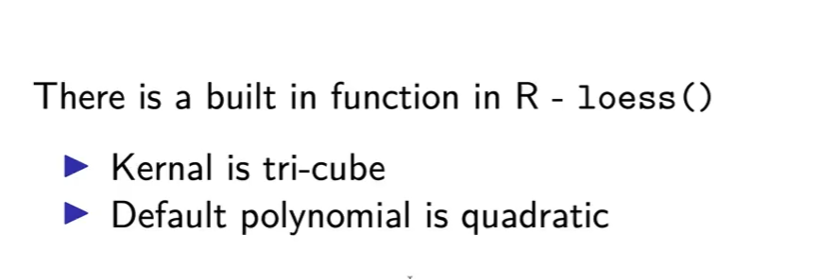 There is a built in function in R - loess()
Kernal is tri-cube
Default polynomial is quadratic